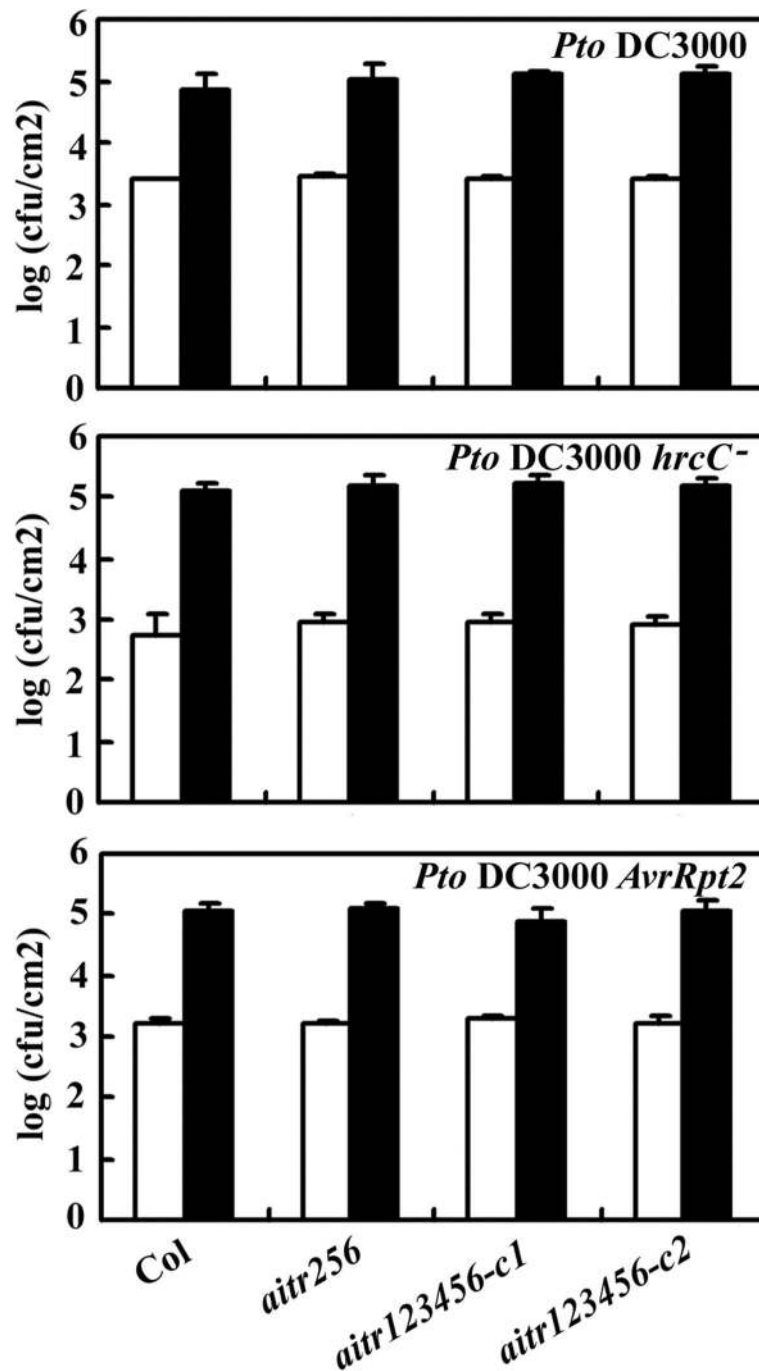 Pto DC3000
6
5
4
3
2
1
0
log (cfu/cm2)
Pto DC3000 hrcC-
6
5
4
3
2
1
0
log (cfu/cm2)
Pto DC3000 AvrRpt2
6
5
4
3
2
1
0
log (cfu/cm2)
Col
aitr256
aitr123456-c1
aitr123456-c2